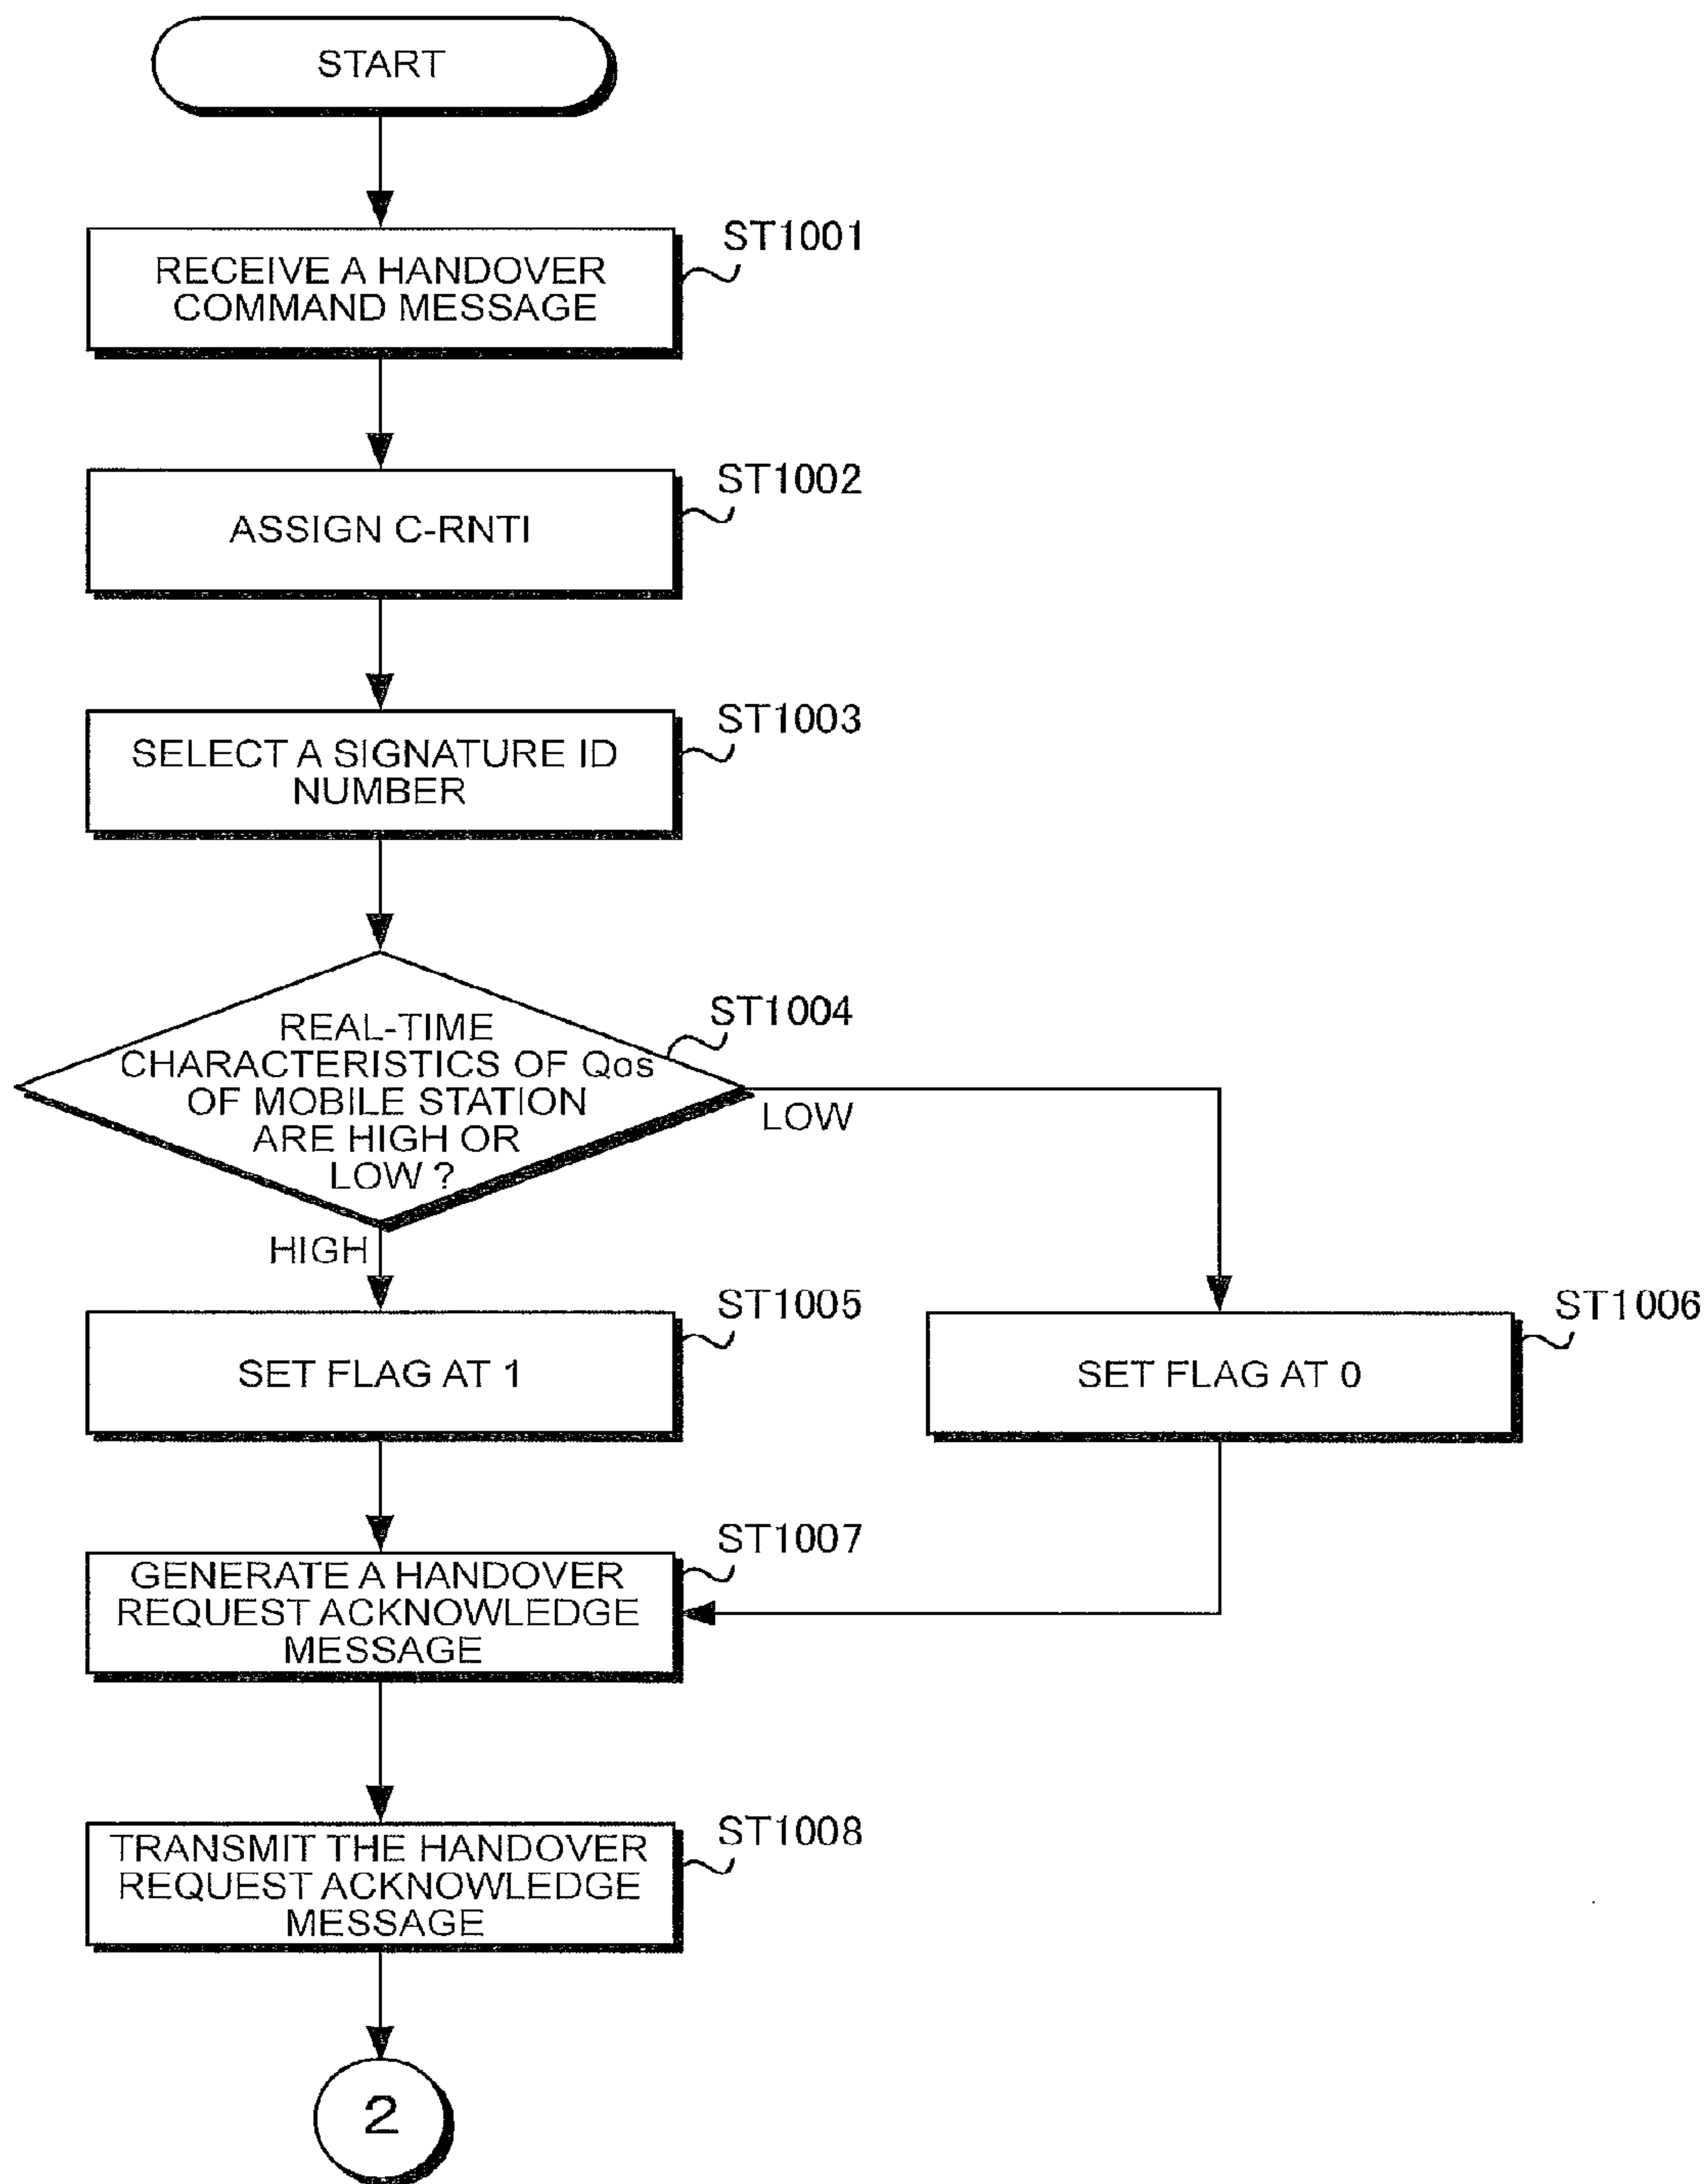 START
ST1001
RECEIVE A HANDOVER
COMMAND MESSAGE
ST1002
ASSIGN C-RNTI
ST1003
SELECT A SIGNATURE ID
NUMBER
ST1004
REAL-TIME
CHARACTERISTICS OF Qos
OF MOBILE STATION
ARE HIGH OR
LOW ?
LOW
HIGH
ST1005
SET FLAG AT 1
ST1006
SET FLAG AT 0
ST1007
GENERATE A HANDOVER
REQUEST ACKNOWLEDGE
MESSAGE
ST1008
TRANSMIT THE HANDOVER
REQUEST ACKNOWLEDGE
MESSAGE
2